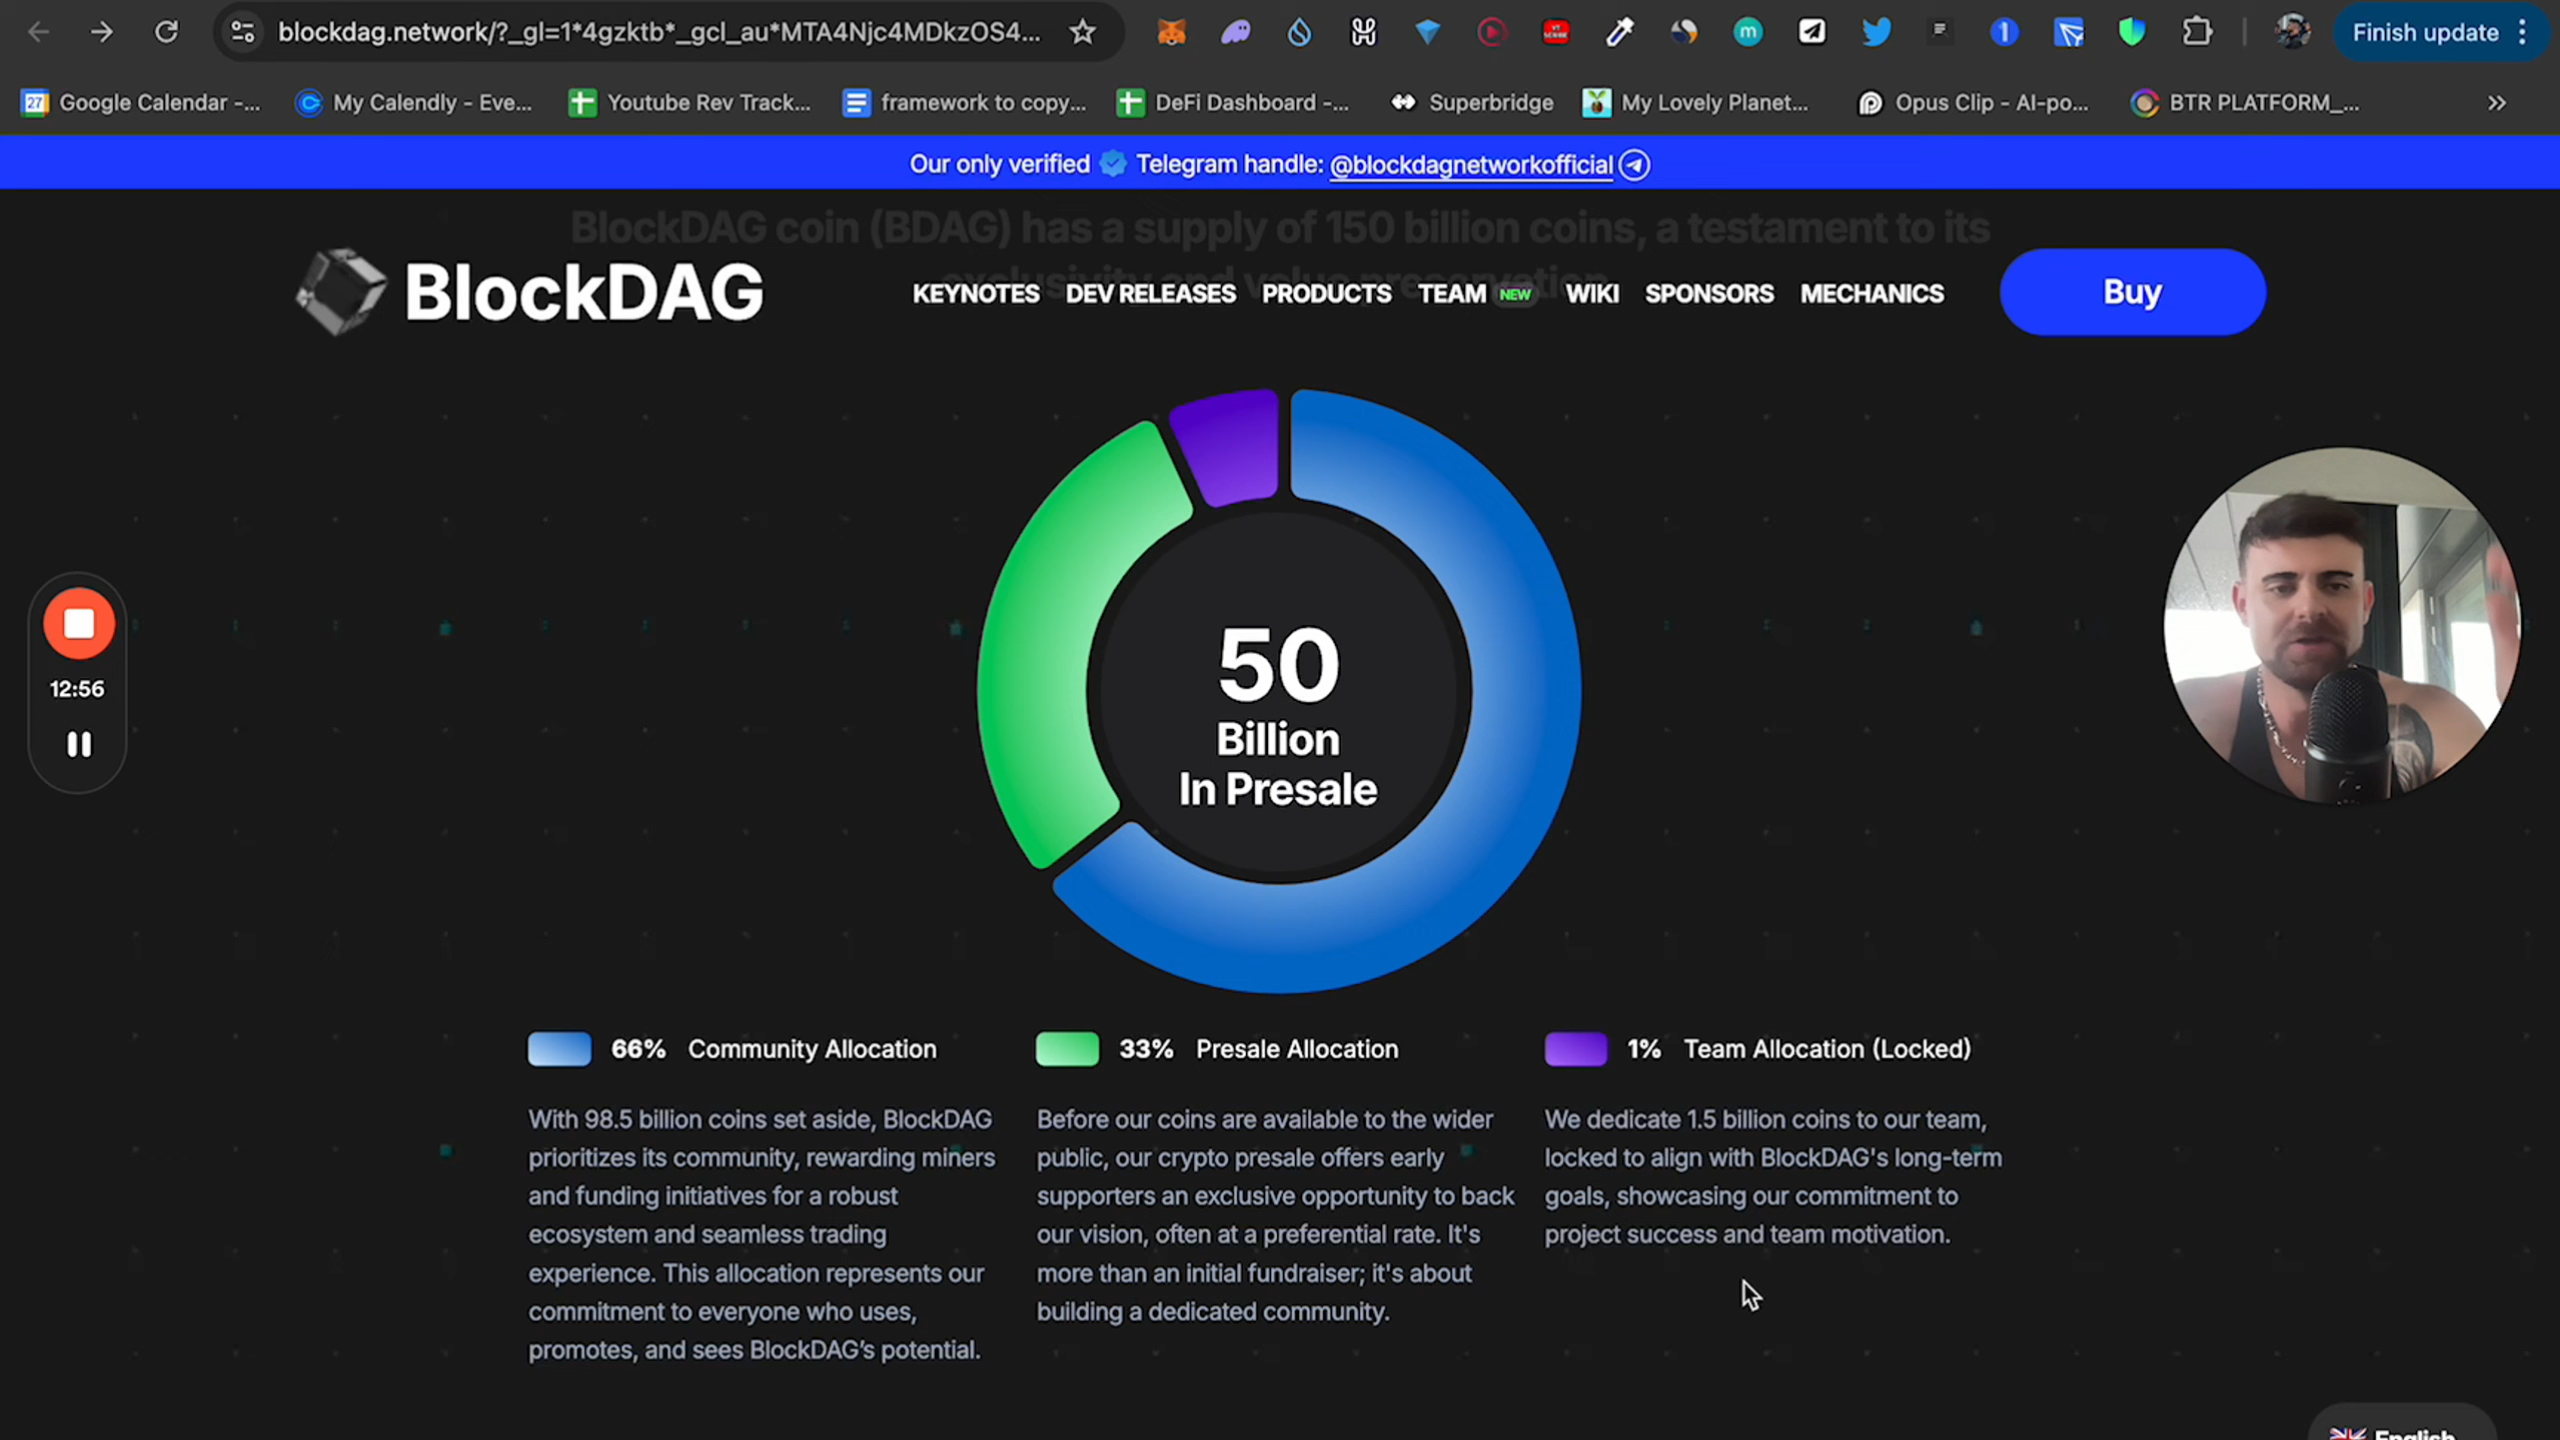 blockdag.network/?_gl=1*4gzktb*_gcl_au*MTA4Njc4MDkzOS4...
Finish update
Google Calendar -...
My Calendly - Eve...
Youtube Rev Track...
framework to copy...
DeFi Dashboard -...
Superbridge
My Lovely Planet...
Opus Clip - AI-po...
BTR PLATFORM_...
Our only verified Telegram handle: @blockdagnetworkofficial
BlockDAG coin (BDAG) has a supply of 150 billion coins, a testament to its
exclusivity and value preservation
BlockDAG
KEYNOTES
DEV RELEASES
PRODUCTS
TEAM NEW
WIKI
SPONSORS
MECHANICS
Buy
12:56
50
Billion
In Presale
66% Community Allocation
With 98.5 billion coins set aside, BlockDAG
prioritizes its community, rewarding miners
and funding initiatives for a robust
ecosystem and seamless trading
experience. This allocation represents our
commitment to everyone who uses,
promotes, and sees BlockDAG’s potential.
33% Presale Allocation
Before our coins are available to the wider
public, our crypto presale offers early
supporters an exclusive opportunity to back
our vision, often at a preferential rate. It's
more than an initial fundraiser; it's about
building a dedicated community.
1% Team Allocation (Locked)
We dedicate 1.5 billion coins to our team,
locked to align with BlockDAG's long-term
goals, showcasing our commitment to
project success and team motivation.
English